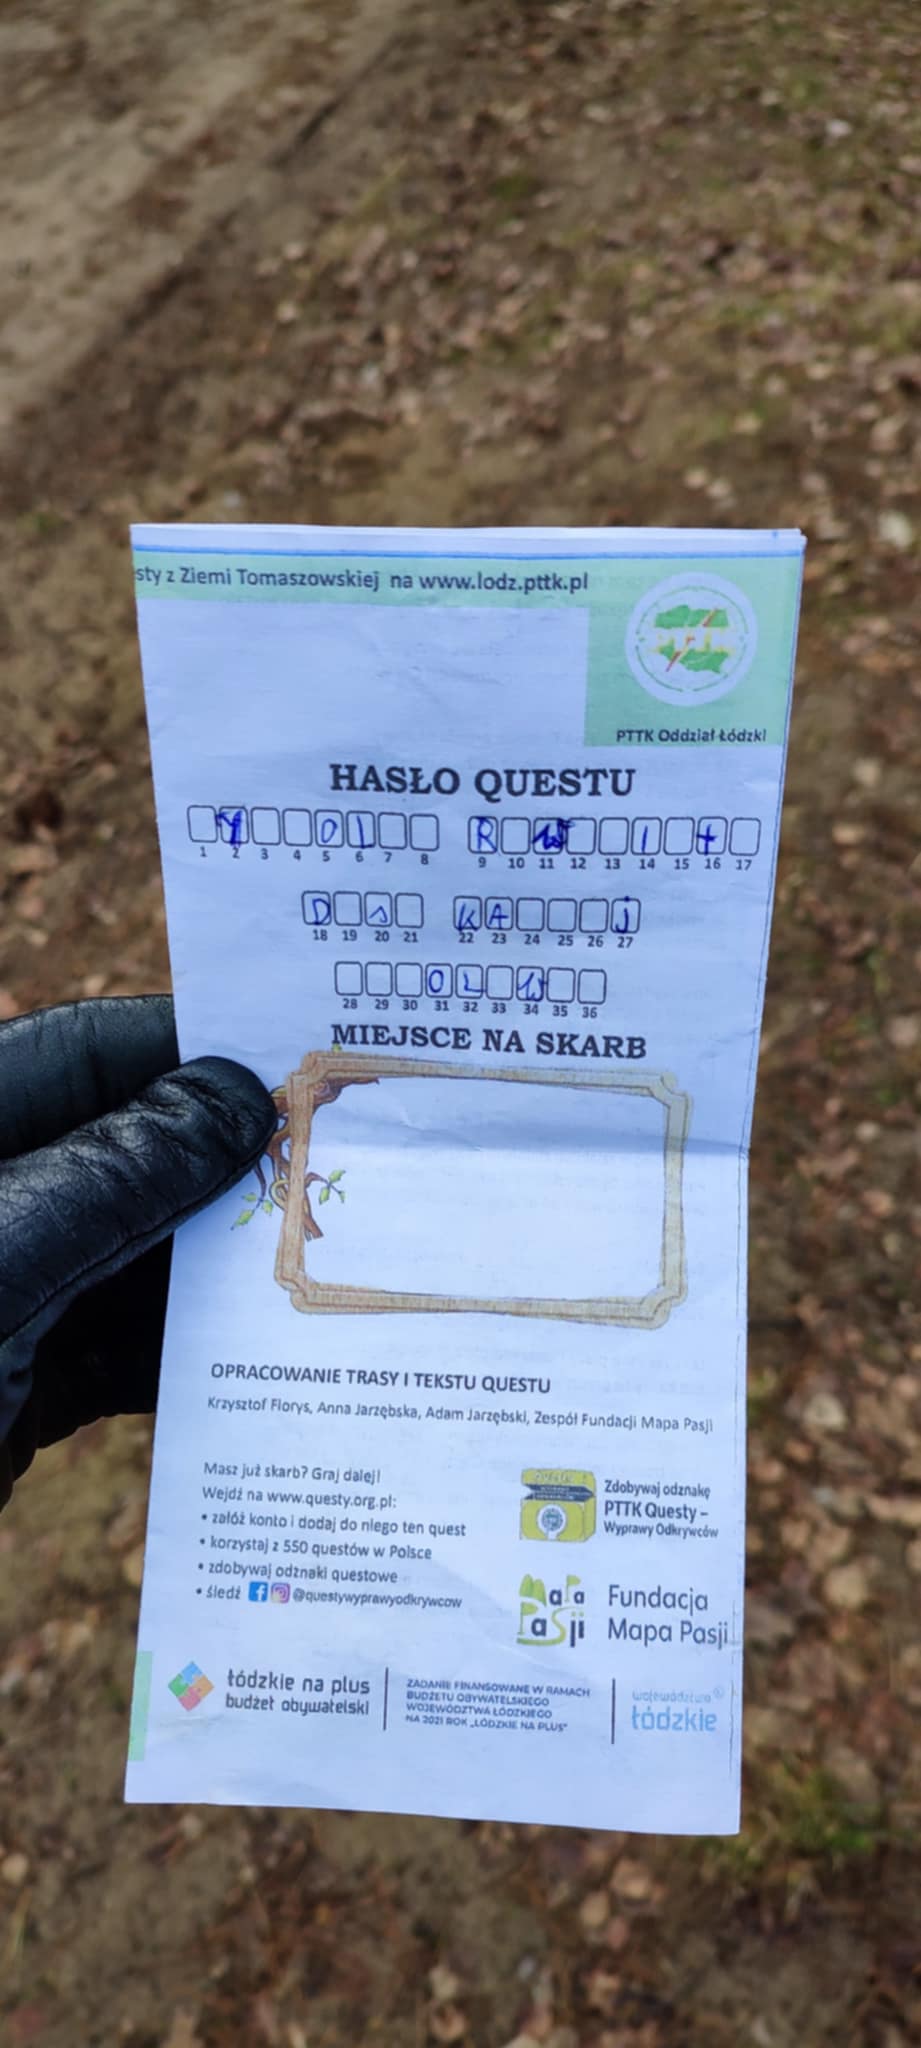 sty z Ziemi Tomaszowskiej na www.lodz.pttk.pl
PTTK Oddział Łódzki
HASŁO QUESTU
Y O L R W I t
1 2 3 4 5 6 7 8 9 10 11 12 13 14 15 16 17
D S K A J
18 19 20 21 22 23 24 25 26 27
O L W
28 29 30 31 32 33 34 35 36
MIEJSCE NA SKARB
OPRACOWANIE TRASY I TEKSTU QUESTU
Krzysztof Florys, Anna Jarzębska, Adam Jarzębski, Zespół Fundacji Mapa Pasji
Masz już skarb? Graj dalej!
Wejdź na www.questy.org.pl:
• załóż konto i dodaj do niego ten quest
• korzystaj z 550 questów w Polsce
• zdobywaj odznaki questowe
• śledź @questywyprawyodkrywcow
Zdobywaj odznakę
PTTK Questy –
Wyprawy Odkrywców
Mapa
Pasji
Fundacja
Mapa Pasji
łódzkie na plus
budżet obywatelski
ZADANIE FINANSOWANE W RAMACH
BUDŻETU OBYWATELSKIEGO
WOJEWÓDZTWA ŁÓDZKIEGO
NA 2021 ROK „ŁÓDZKIE NA PLUS"
województwo
łódzkie